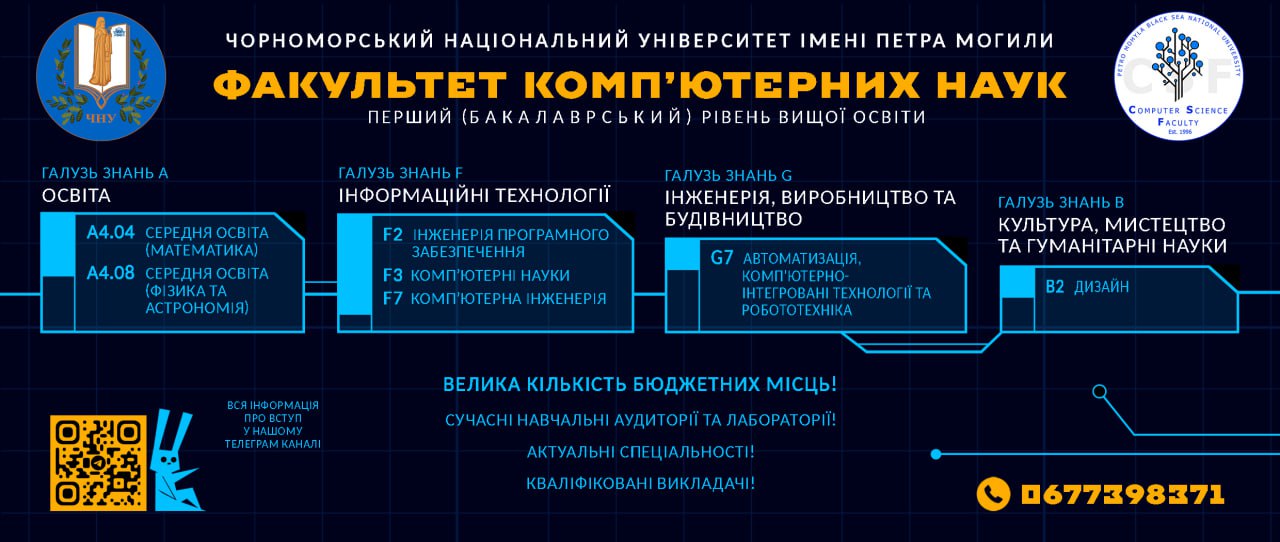 ЧОРНОМОРСЬКИЙ НАЦІОНАЛЬНИЙ УНІВЕРСИТЕТ ІМЕНІ ПЕТРА МОГИЛИ
ФАКУЛЬТЕТ КОМП'ЮТЕРНИХ НАУК
ПЕРШИЙ (БАКАЛАВРСЬКИЙ) РІВЕНЬ ВИЩОЇ ОСВІТИ
ЧНУ
PETRO MOHYLA BLACK SEA NATIONAL UNIVERSITY
CSF
COMPUTER SCIENCE
FACULTY
Est. 1996
ГАЛУЗЬ ЗНАНЬ A
ОСВІТА
A4.04 СЕРЕДНЯ ОСВІТА
(МАТЕМАТИКА)
A4.08 СЕРЕДНЯ ОСВІТА
(ФІЗИКА ТА
АСТРОНОМІЯ)
ГАЛУЗЬ ЗНАНЬ F
ІНФОРМАЦІЙНІ ТЕХНОЛОГІЇ
F2 ІНЖЕНЕРІЯ ПРОГРАМНОГО
ЗАБЕЗПЕЧЕННЯ
F3 КОМП'ЮТЕРНІ НАУКИ
F7 КОМП'ЮТЕРНА ІНЖЕНЕРІЯ
ГАЛУЗЬ ЗНАНЬ G
ІНЖЕНЕРІЯ, ВИРОБНИЦТВО ТА
БУДІВНИЦТВО
G7 АВТОМАТИЗАЦІЯ,
КОМП'ЮТЕРНО-
ІНТЕГРОВАНІ ТЕХНОЛОГІЇ ТА
РОБОТОТЕХНІКА
ГАЛУЗЬ ЗНАНЬ B
КУЛЬТУРА, МИСТЕЦТВО
ТА ГУМАНІТАРНІ НАУКИ
B2 ДИЗАЙН
ВЕЛИКА КІЛЬКІСТЬ БЮДЖЕТНИХ МІСЦЬ!
СУЧАСНІ НАВЧАЛЬНІ АУДИТОРІЇ ТА ЛАБОРАТОРІЇ!
АКТУАЛЬНІ СПЕЦІАЛЬНОСТІ!
КВАЛІФІКОВАНІ ВИКЛАДАЧІ!
ВСЯ ІНФОРМАЦІЯ
ПРО ВСТУП
У НАШОМУ
ТЕЛЕГРАМ КАНАЛІ
0677398371